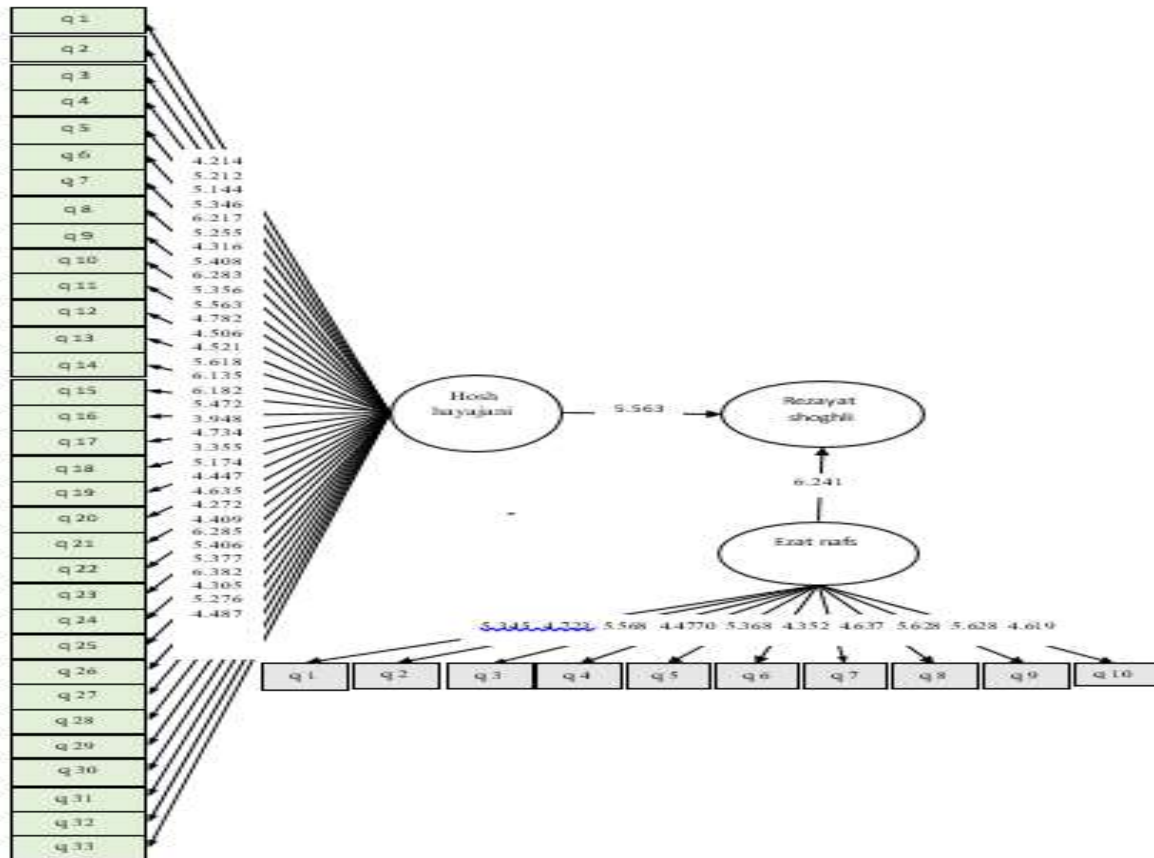 q 1
q 2
q 3
q 4
q 5
q 6
q 7
q 8
q 9
q 10
q 11
q 12
q 13
q 14
q 15
q 16
q 17
q 18
q 19
q 20
q 21
q 22
q 23
q 24
q 25
q 26
q 27
q 28
q 29
q 30
q 31
q 32
q 33
4.214
5.212
5.144
5.346
6.217
5.255
4.316
5.408
6.283
5.356
5.563
4.782
4.506
4.521
5.618
6.135
6.182
5.472
3.948
4.734
3.355
5.174
4.447
4.635
4.272
4.409
6.285
5.406
5.377
6.382
4.305
5.276
4.487
Hosh
hayajani
5.563
Rezayat
shoghli
6.241
Ezat nafs
5.345 4.723 5.568 4.4770 5.368 4.352 4.637 5.628 5.628 4.619
q 1 q 2 q 3 q 4 q 5 q 6 q 7 q 8 q 9 q 10